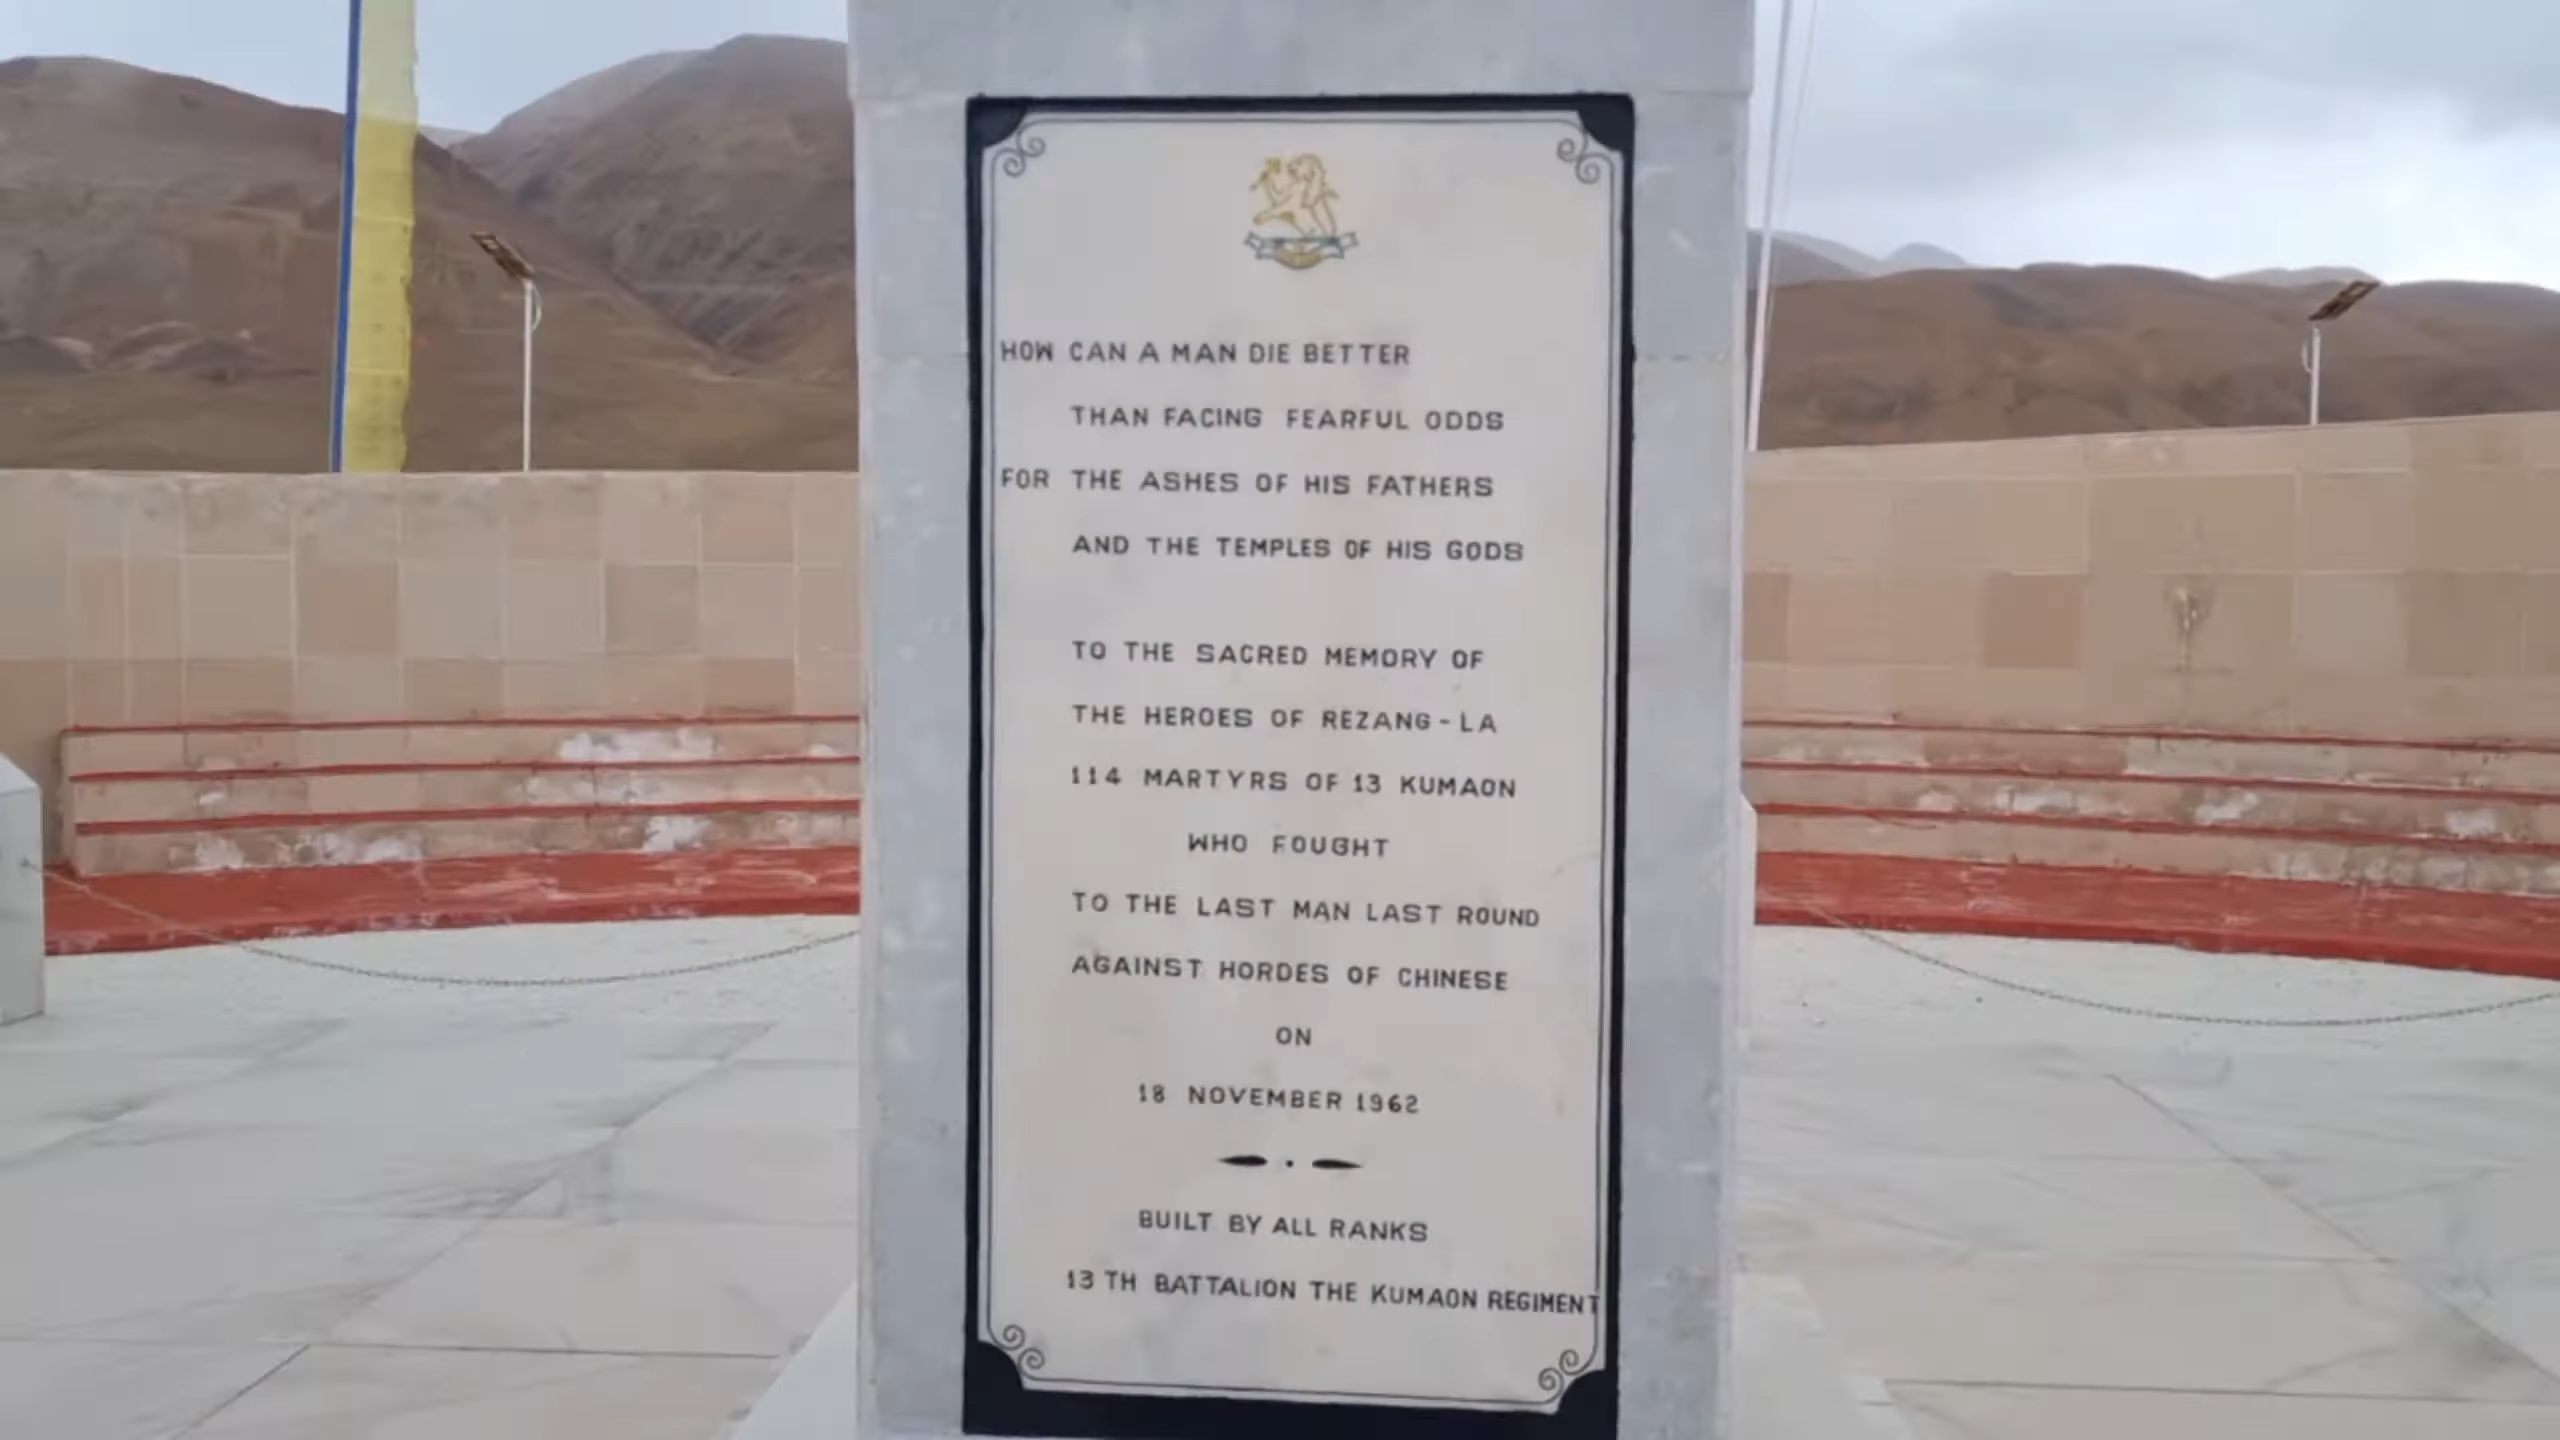 HOW CAN A MAN DIE BETTER
THAN FACING FEARFUL ODDS
FOR THE ASHES OF HIS FATHERS
AND THE TEMPLES OF HIS GODS
TO THE SACRED MEMORY OF
THE HEROES OF REZANG - LA
114 MARTYRS OF 13 KUMAON
WHO FOUGHT
TO THE LAST MAN LAST ROUND
AGAINST HORDES OF CHINESE
ON
18 NOVEMBER 1962
BUILT BY ALL RANKS
13 TH BATTALION THE KUMAON REGIMENT